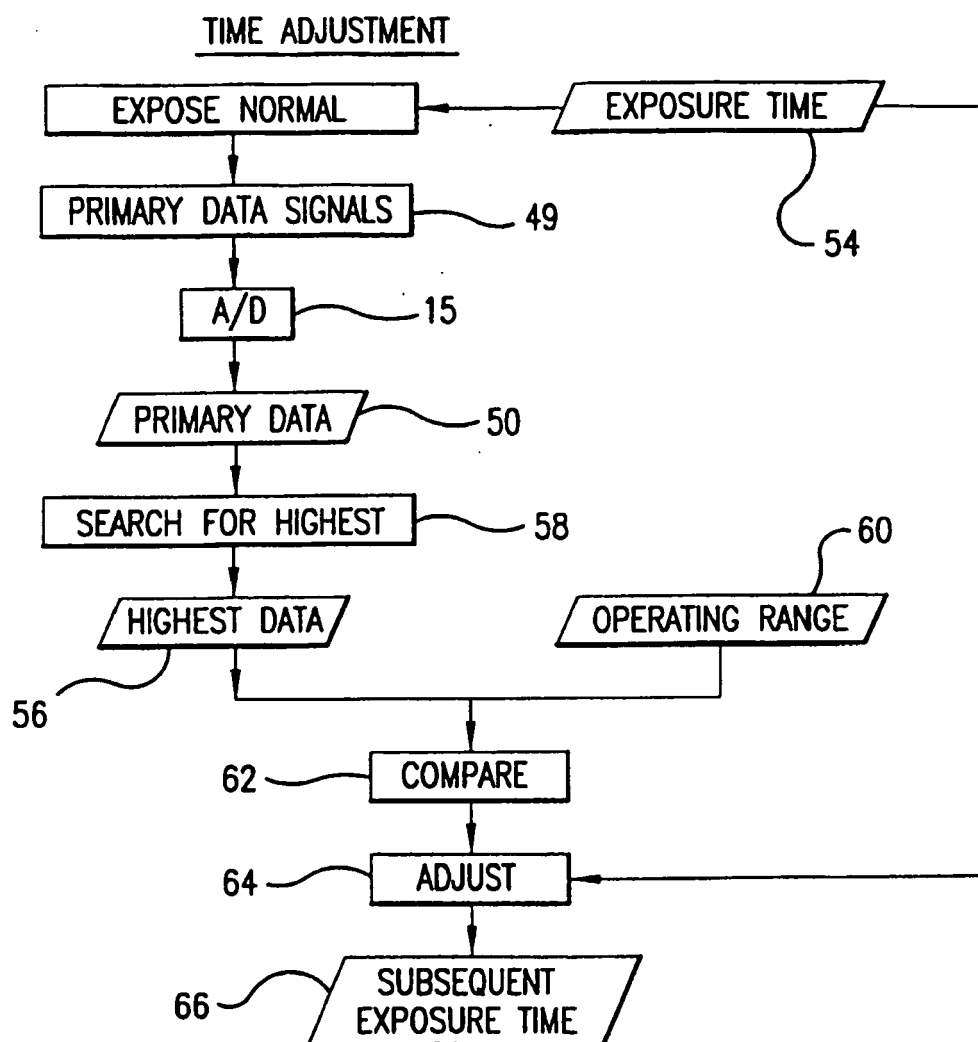 TIME ADJUSTMENT
EXPOSE NORMAL
EXPOSURE TIME
PRIMARY DATA SIGNALS
49
54
A/D
15
PRIMARY DATA
50
SEARCH FOR HIGHEST
58
60
HIGHEST DATA
OPERATING RANGE
56
62
COMPARE
64
ADJUST
66
SUBSEQUENT
EXPOSURE TIME